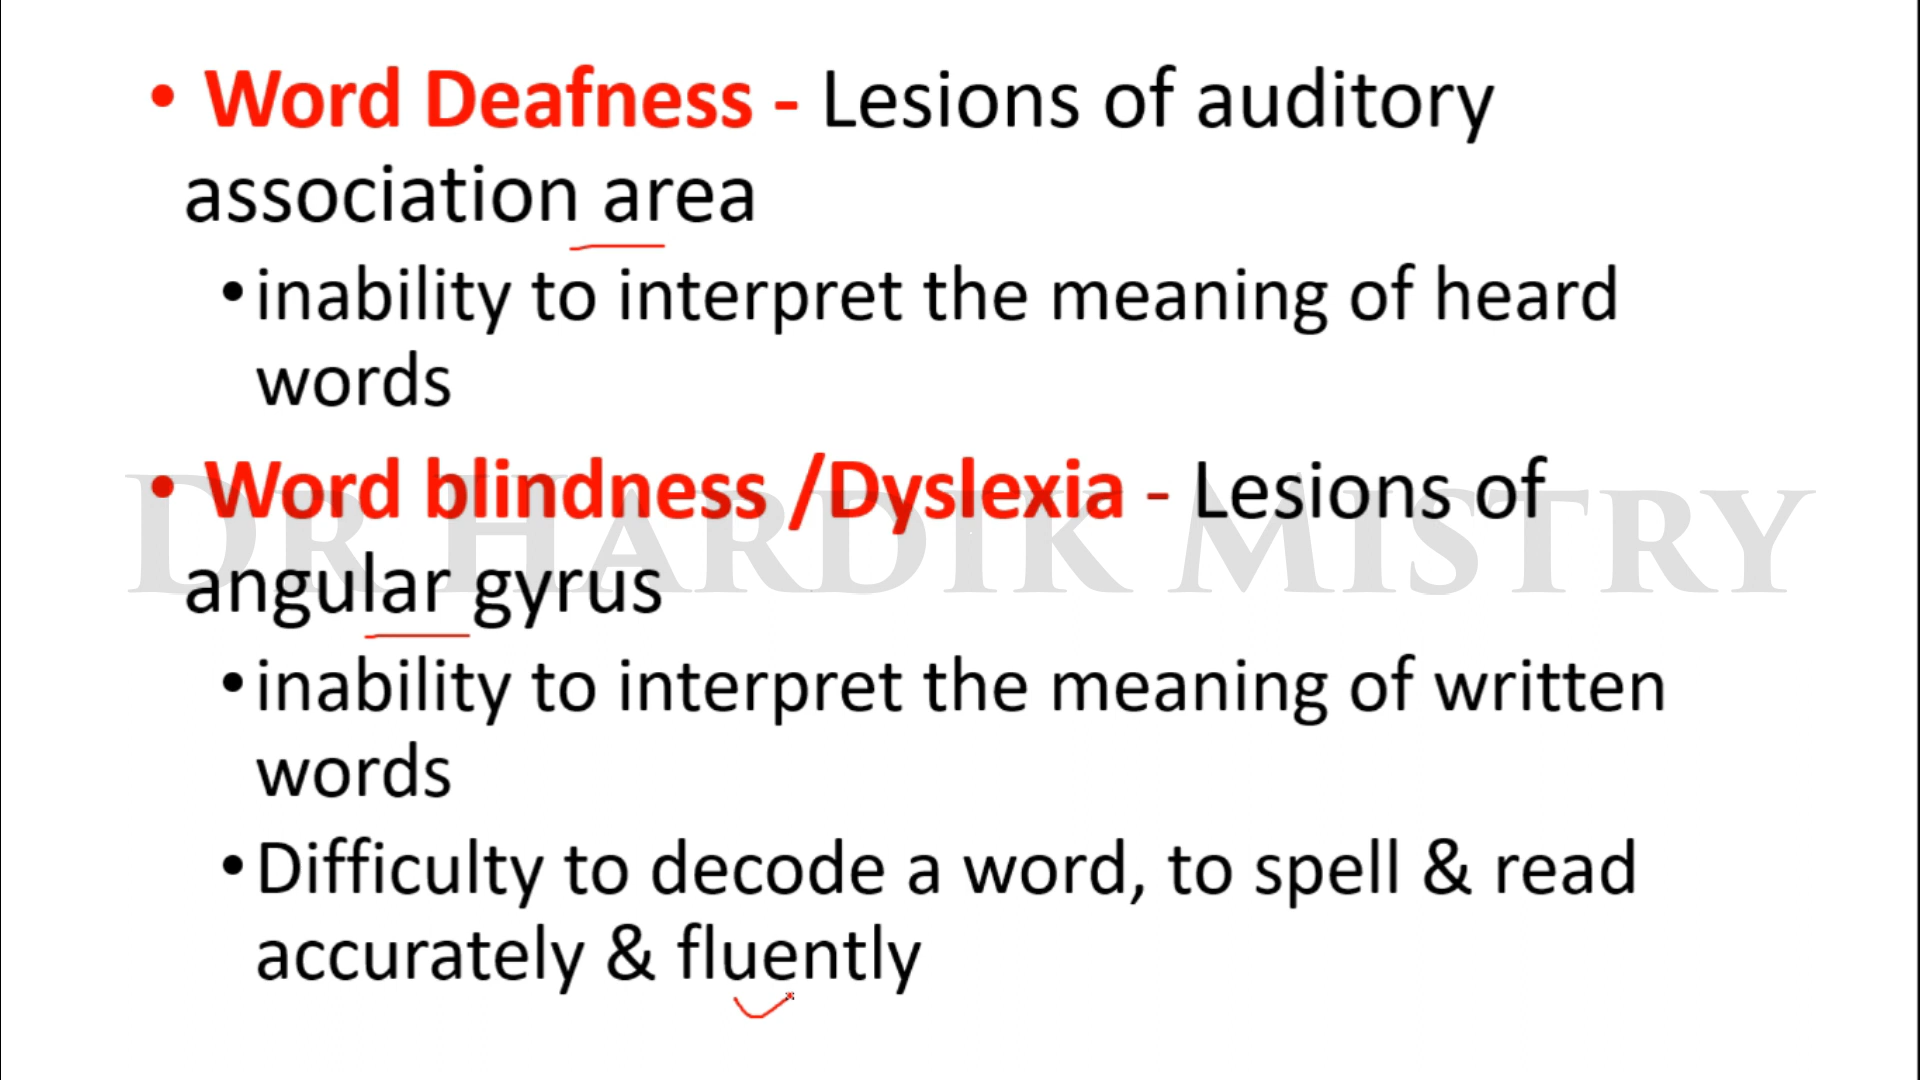 • Word Deafness - Lesions of auditory
association area
• inability to interpret the meaning of heard
words
• Word blindness /Dyslexia - Lesions of
angular gyrus
• inability to interpret the meaning of written
words
• Difficulty to decode a word, to spell & read
accurately & fluently
DR HARDIK MISTRY